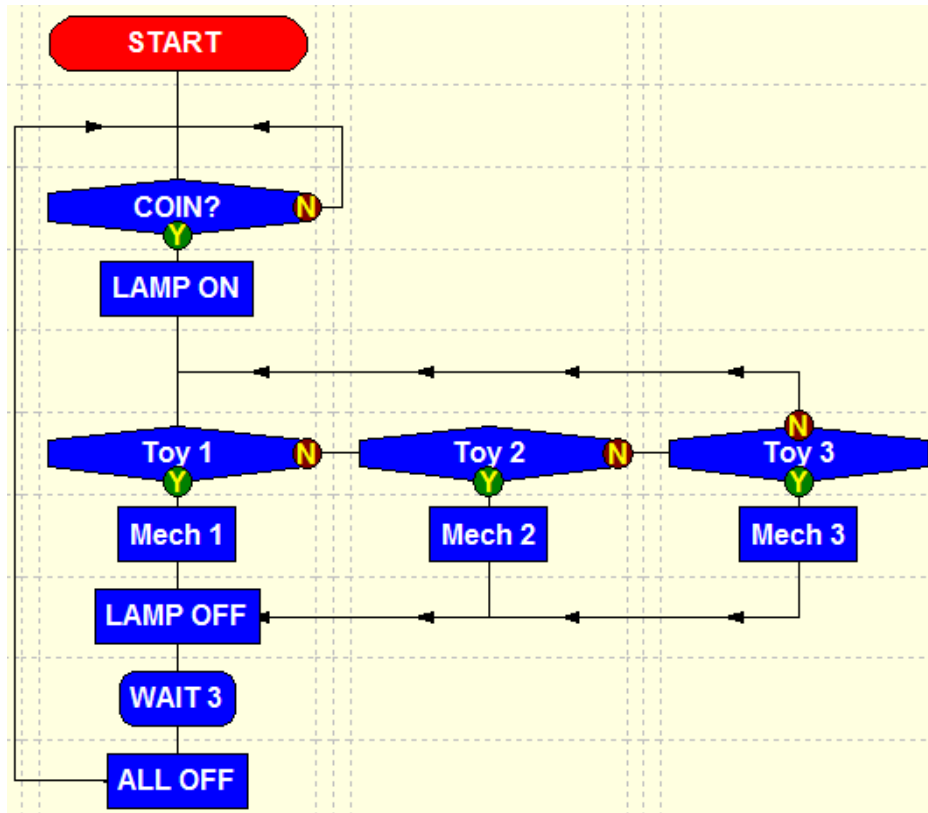 START
COIN? N
Y
LAMP ON
N
Toy 1 N Toy 2 N Toy 3
Y Y Y
Mech 1 Mech 2 Mech 3
LAMP OFF
WAIT 3
ALL OFF